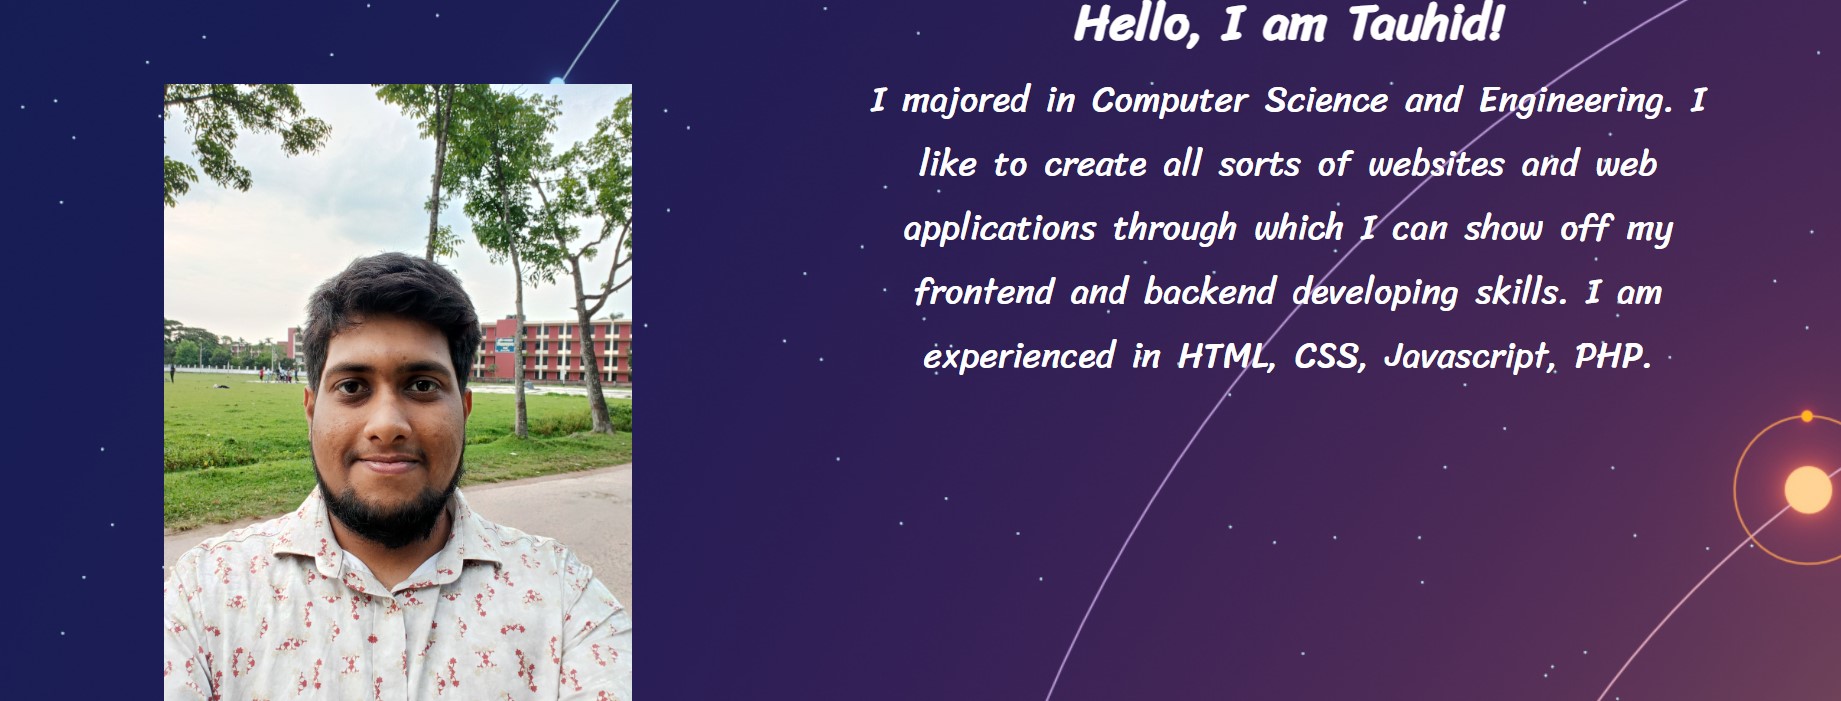 Hello, I am Tauhid!
I majored in Computer Science and Engineering. I
like to create all sorts of websites and web
applications through which I can show off my
frontend and backend developing skills. I am
experienced in HTML, CSS, Javascript, PHP.